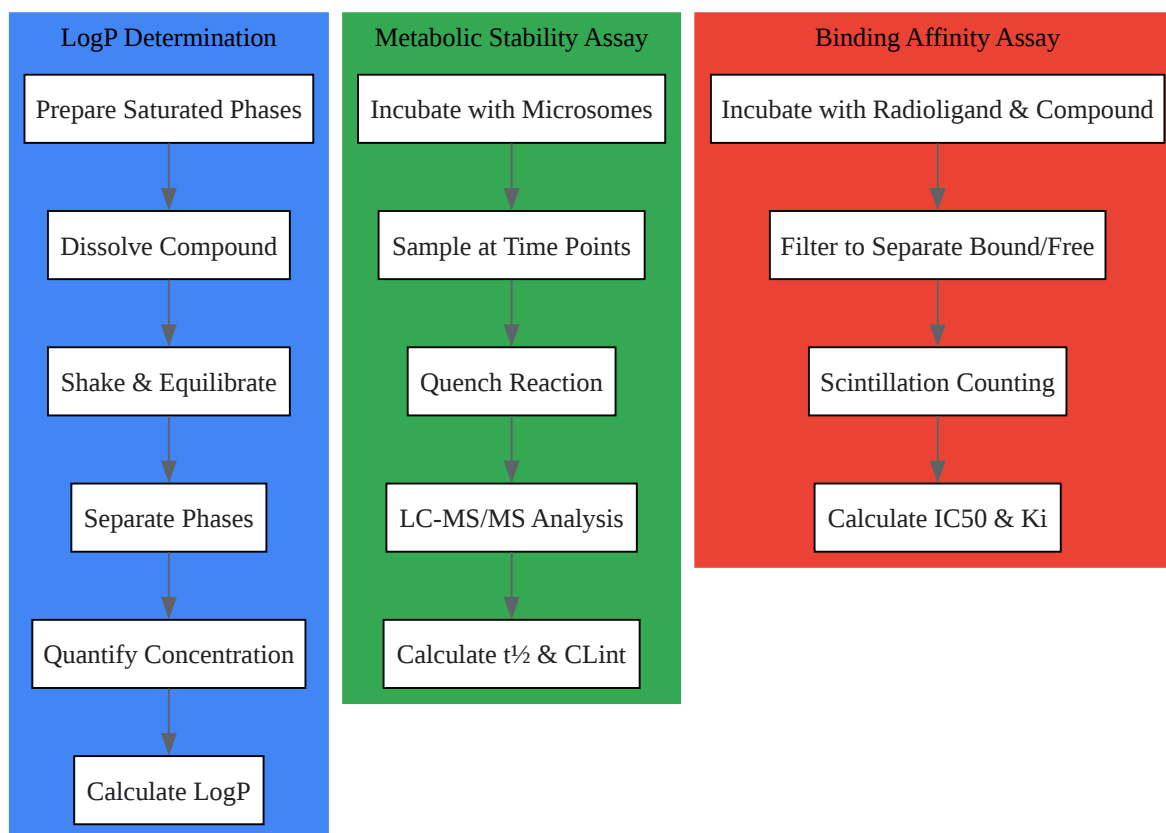 LogP Determination
Prepare Saturated Phases
Dissolve Compound
Shake & Equilibrate
Separate Phases
Quantify Concentration
Calculate LogP
Metabolic Stability Assay
Incubate with Microsomes
Sample at Time Points
Quench Reaction
LC-MS/MS Analysis
Calculate t½ & CLint
Binding Affinity Assay
Incubate with Radioligand & Compound
Filter to Separate Bound/Free
Scintillation Counting
Calculate IC50 & Ki